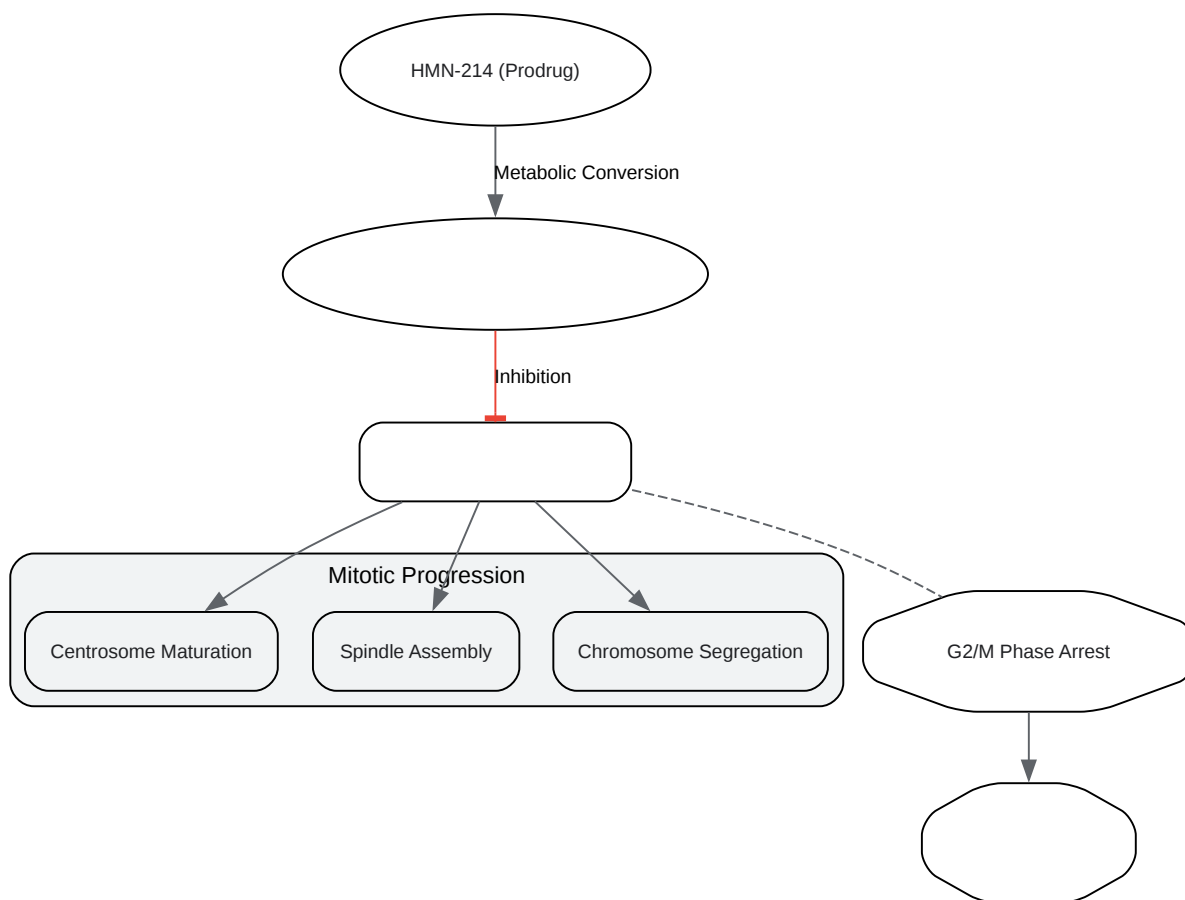 HMN-214 (Prodrug)
Metabolic Conversion
Inhibition
Mitotic Progression
Centrosome Maturation
Spindle Assembly
Chromosome Segregation
G2/M Phase Arrest